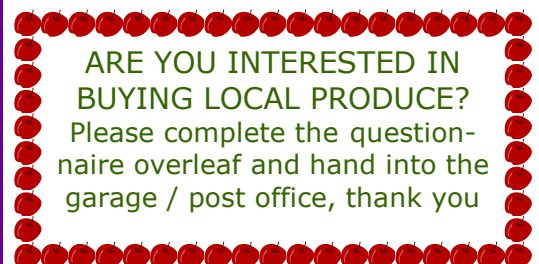 ARE YOU INTERESTED IN
BUYING LOCAL PRODUCE?
Please complete the question-
naire overleaf and hand into the
garage / post office, thank you